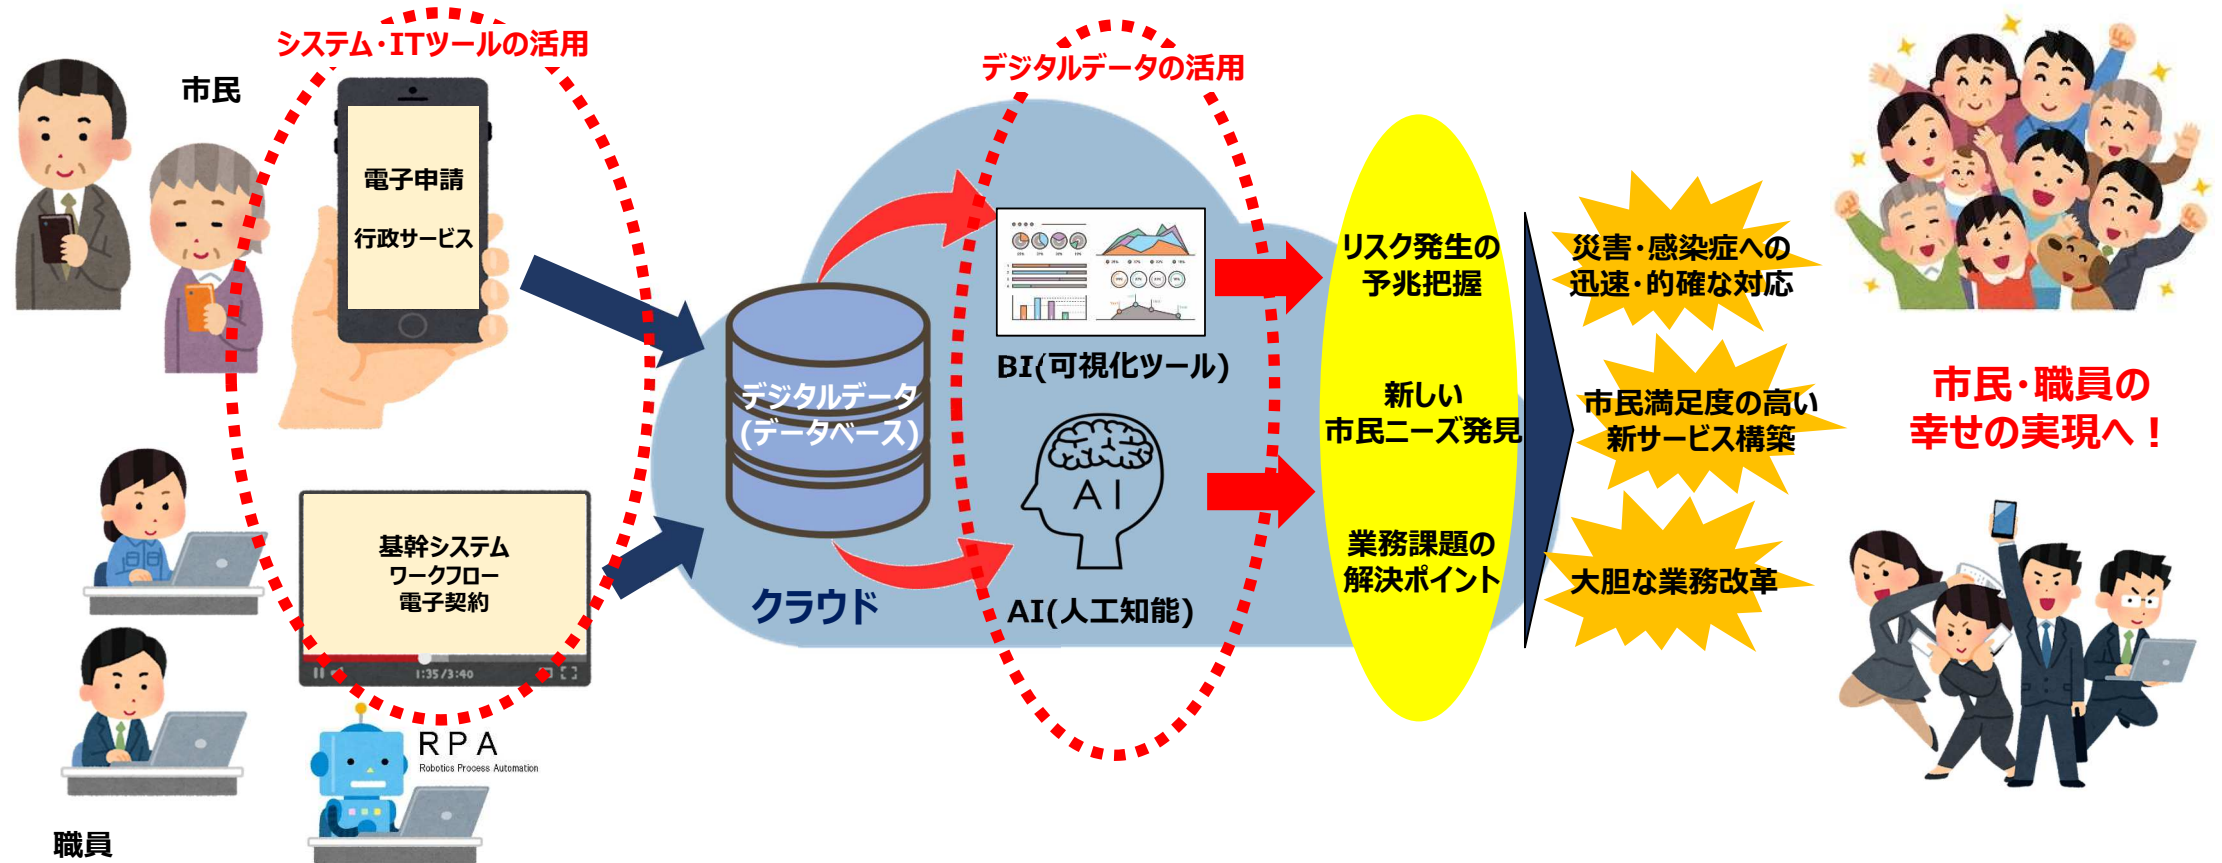 システム・ITツールの活用
市民
電子申請
行政サービス
基幹システム
ワークフロー
電子契約
1:35/3:40
RPA
Robotics Process Automation
職員
デジタルデータの活用
デジタルデータ
(データベース)
クラウド
BI(可視化ツール)
AI
AI(人工知能)
リスク発生の
予兆把握
新しい
市民ニーズ発見
業務課題の
解決ポイント
災害・感染症への
迅速・的確な対応
市民満足度の高い
新サービス構築
大胆な業務改革
市民・職員の
幸せの実現へ！